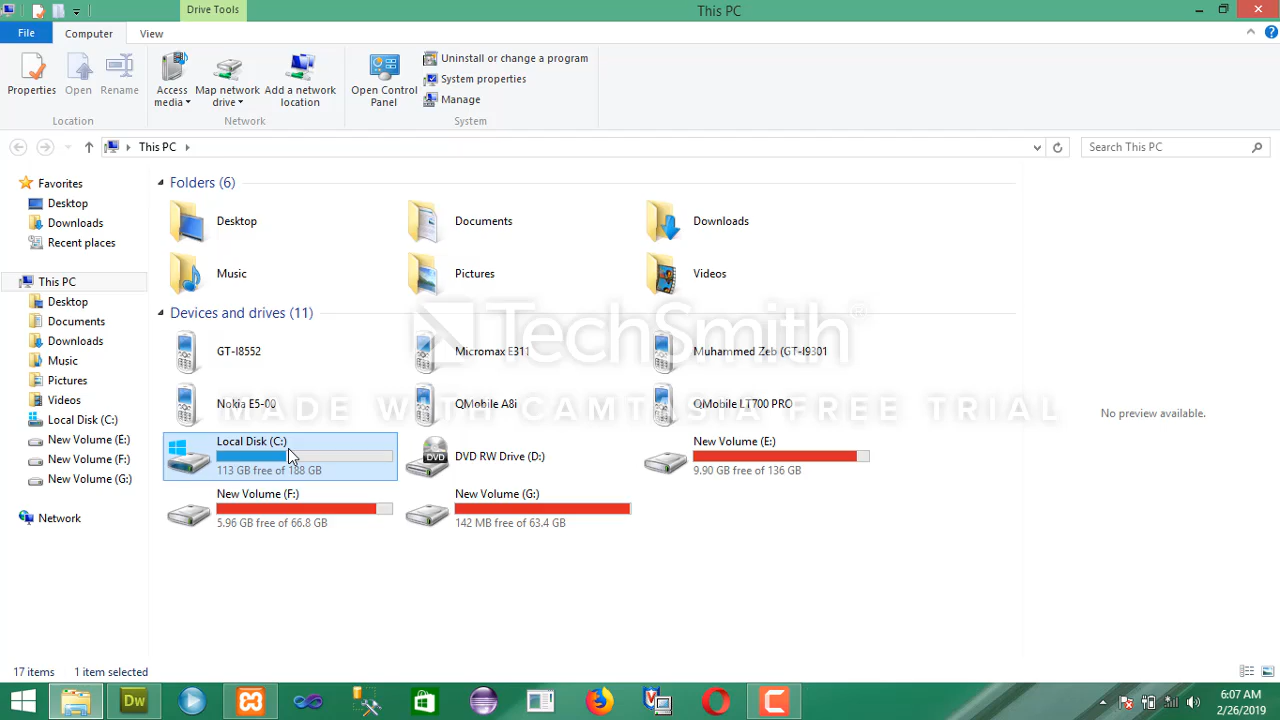 Drive Tools
This PC
File
Computer
View
Properties
Open
Rename
Location
Access media
Map network drive
Add a network location
Network
Open Control Panel
Uninstall or change a program
System properties
Manage
System
This PC
Search This PC
Favorites
Desktop
Downloads
Recent places
This PC
Desktop
Documents
Downloads
Music
Pictures
Videos
Local Disk (C:)
New Volume (E:)
New Volume (F:)
New Volume (G:)
Network
Folders (6)
Desktop
Documents
Downloads
Music
Pictures
Videos
Devices and drives (11)
GT-I8552
Micromax E311
Muhammed Zeb (GT-I9301
Nokia E5-00
QMobile A8i
QMobile LT700 PRO
Local Disk (C:)
113 GB free of 188 GB
DVD RW Drive (D:)
New Volume (E:)
9.90 GB free of 136 GB
New Volume (F:)
5.96 GB free of 66.8 GB
New Volume (G:)
142 MB free of 63.4 GB
TechSmith®
MADE WITH CAMTASIA FREE TRIAL
No preview available.
17 items
1 item selected
Dw
6:07 AM
2/26/2019